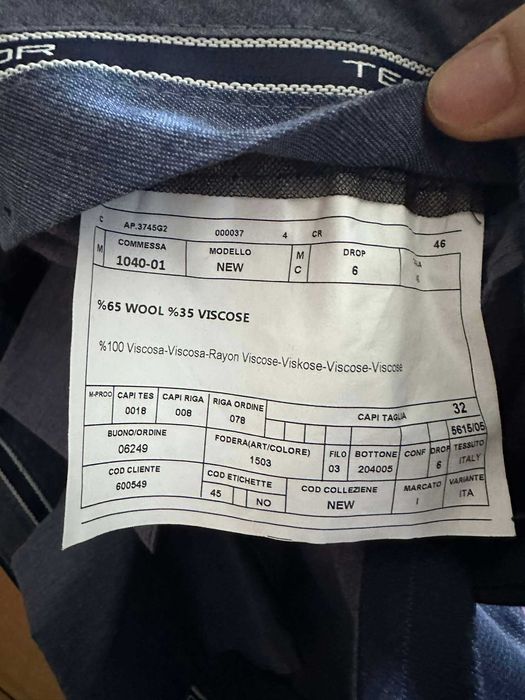 OR
TE
C AP.3745G2 000037 4 CR 46
M COMMESSA 1040-01 MODELLO NEW M C DROP 6
%65 WOOL %35 VISCOSE
%100 Viscosa-Viscosa-Rayon Viscose-Viskose-Viscose-Viscose
M-PROO CAPI TES 0018 CAPI RIGA 008 RIGA ORDINE 078 CAPI TAGLIA 32
5615/05
BUONO/ORDINE 06249 FODERA(ART/COLORE) 1503 FILO 03 BOTTONE 204005 CONF DROP 6 TESSUTO ITALY
COD CLIENTE 600549 COD ETICHETTE 45 NO COD COLLEZIENE NEW MARCATO I VARIANTE ITA